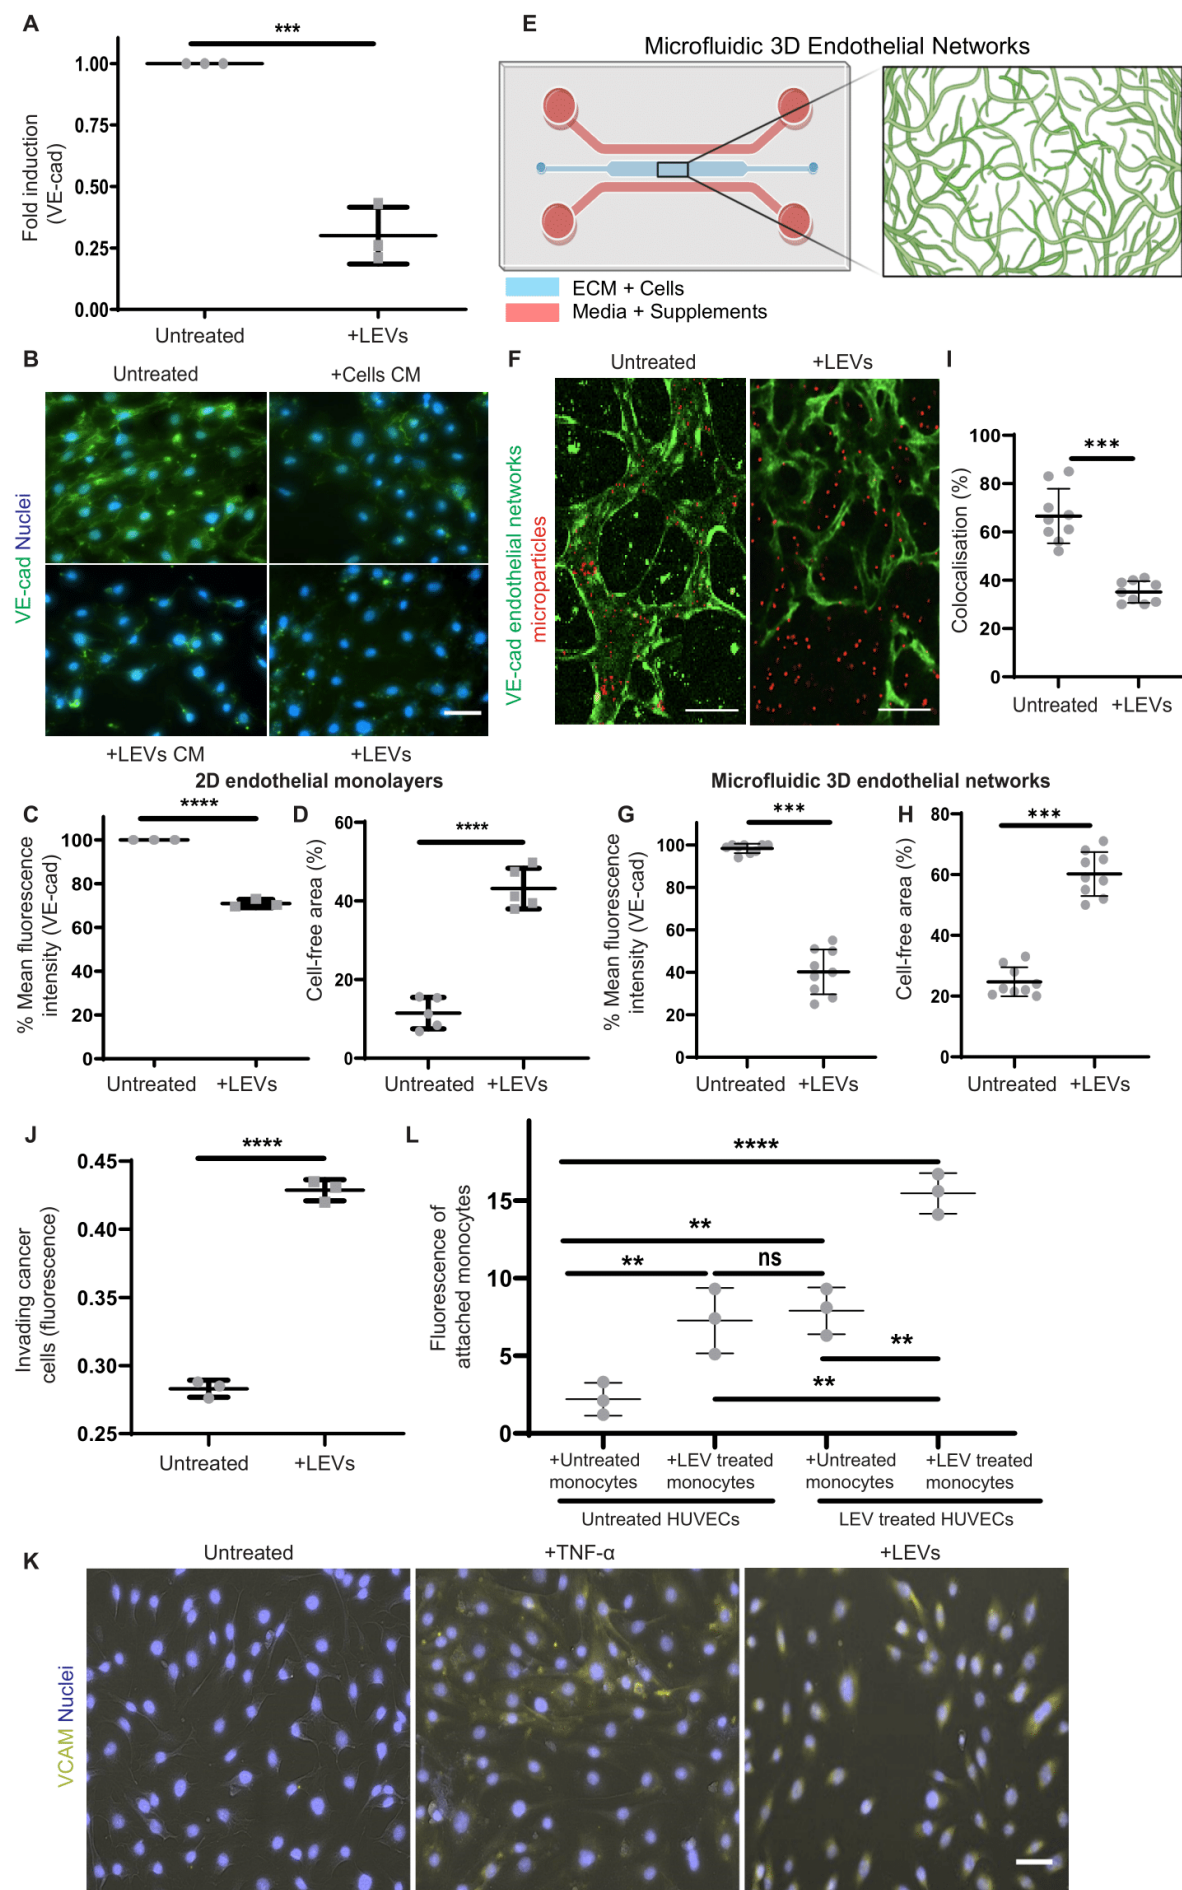 A
***
1.00
0.75
0.50
0.25
0.00
Fold induction
(VE-cad)
Untreated
+LEVs
E
Microfluidic 3D Endothelial Networks
ECM + Cells
Media + Supplements
B
Untreated
+Cells CM
VE-cad Nuclei
+LEVs CM
+LEVs
F
Untreated
+LEVs
VE-cad endothelial networks
microparticles
I
***
100
80
60
40
20
0
Colocalisation (%)
Untreated
+LEVs
2D endothelial monolayers
Microfluidic 3D endothelial networks
C
****
100
80
60
40
20
0
% Mean fluorescence
intensity (VE-cad)
Untreated
+LEVs
D
****
60
40
20
0
Cell-free area (%)
Untreated
+LEVs
G
***
100
80
60
40
20
0
% Mean fluorescence
intensity (VE-cad)
Untreated
+LEVs
H
***
80
60
40
20
0
Cell-free area (%)
Untreated
+LEVs
J
****
0.45
0.40
0.35
0.30
0.25
Invading cancer
cells (fluorescence)
Untreated
+LEVs
L
****
**
**
ns
**
**
15
10
5
0
Fluorescence of
attached monocytes
+Untreated
monocytes
+LEV treated
monocytes
+Untreated
monocytes
+LEV treated
monocytes
Untreated HUVECs
LEV treated HUVECs
K
Untreated
+TNF-α
+LEVs
VCAM Nuclei